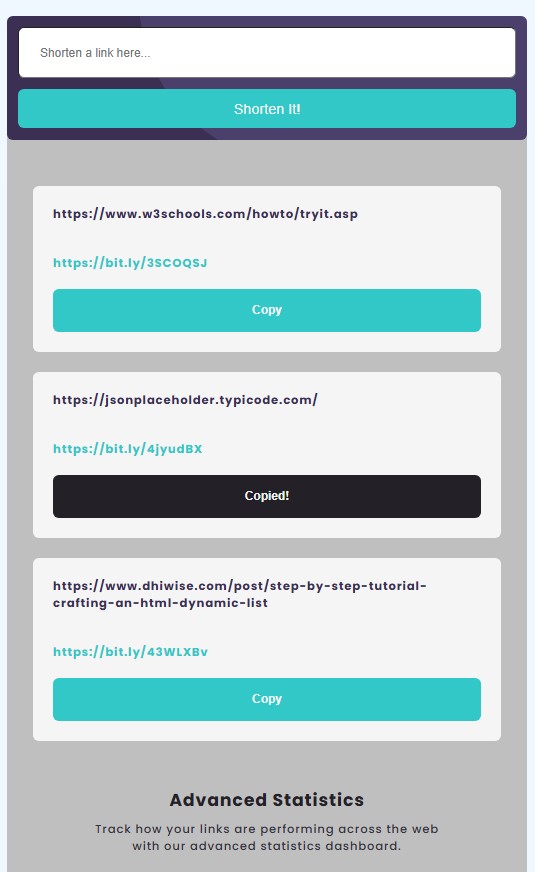 Shorten a link here...
Shorten It!
https://www.w3schools.com/howto/tryit.asp
https://bit.ly/3SCOQSJ
Copy
https://jsonplaceholder.typicode.com/
https://bit.ly/4jyudBX
Copied!
https://www.dhiwise.com/post/step-by-step-tutorial-
crafting-an-html-dynamic-list
https://bit.ly/43WLXBv
Copy
Advanced Statistics
Track how your links are performing across the web
with our advanced statistics dashboard.